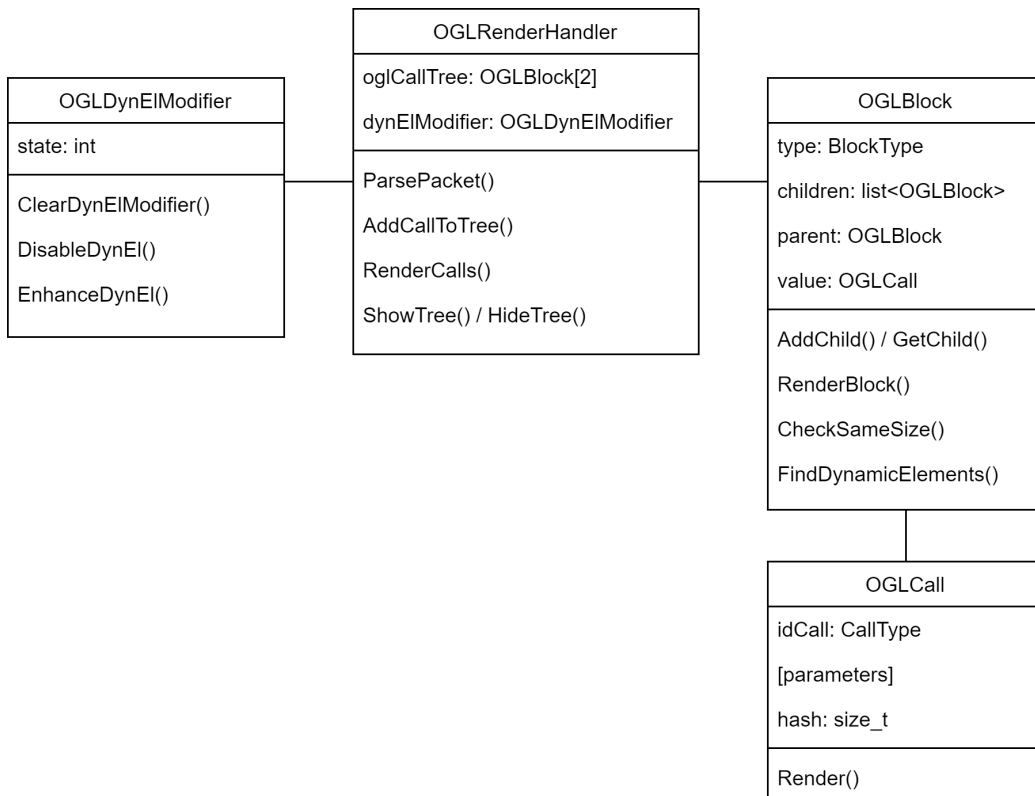 OGLRenderHandler
oglCallTree: OGLBlock[2]
dynElModifier: OGLDynElModifier
ParsePacket()
AddCallToTree()
RenderCalls()
ShowTree() / HideTree()
OGLDynElModifier
state: int
ClearDynElModifier()
DisableDynEl()
EnhanceDynEl()
OGLBlock
type: BlockType
children: list<OGLBlock>
parent: OGLBlock
value: OGLCall
AddChild() / GetChild()
RenderBlock()
CheckSameSize()
FindDynamicElements()
OGLCall
idCall: CallType
[parameters]
hash: size_t
Render()